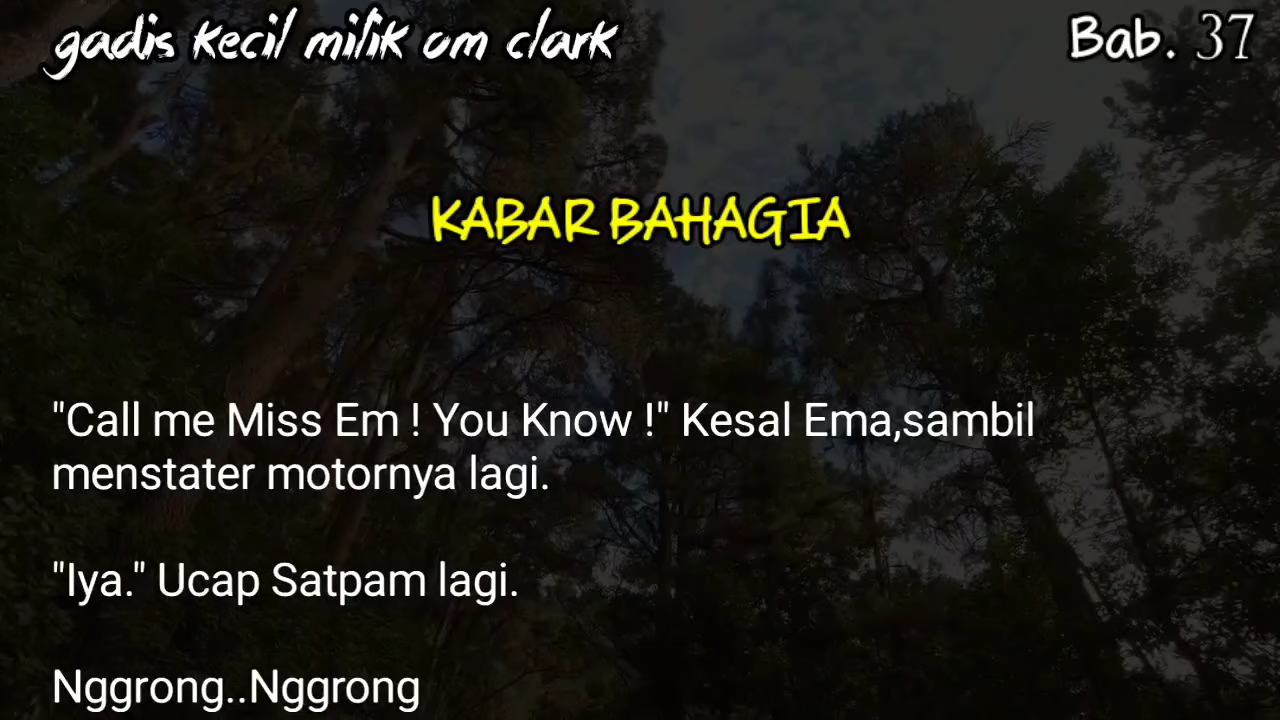 gadis kecil milik om clark
Bab. 37
KABAR BAHAGIA
"Call me Miss Em ! You Know !" Kesal Ema,sambil
menstater motornya lagi.
"Iya." Ucap Satpam lagi.
Nggrong..Nggrong